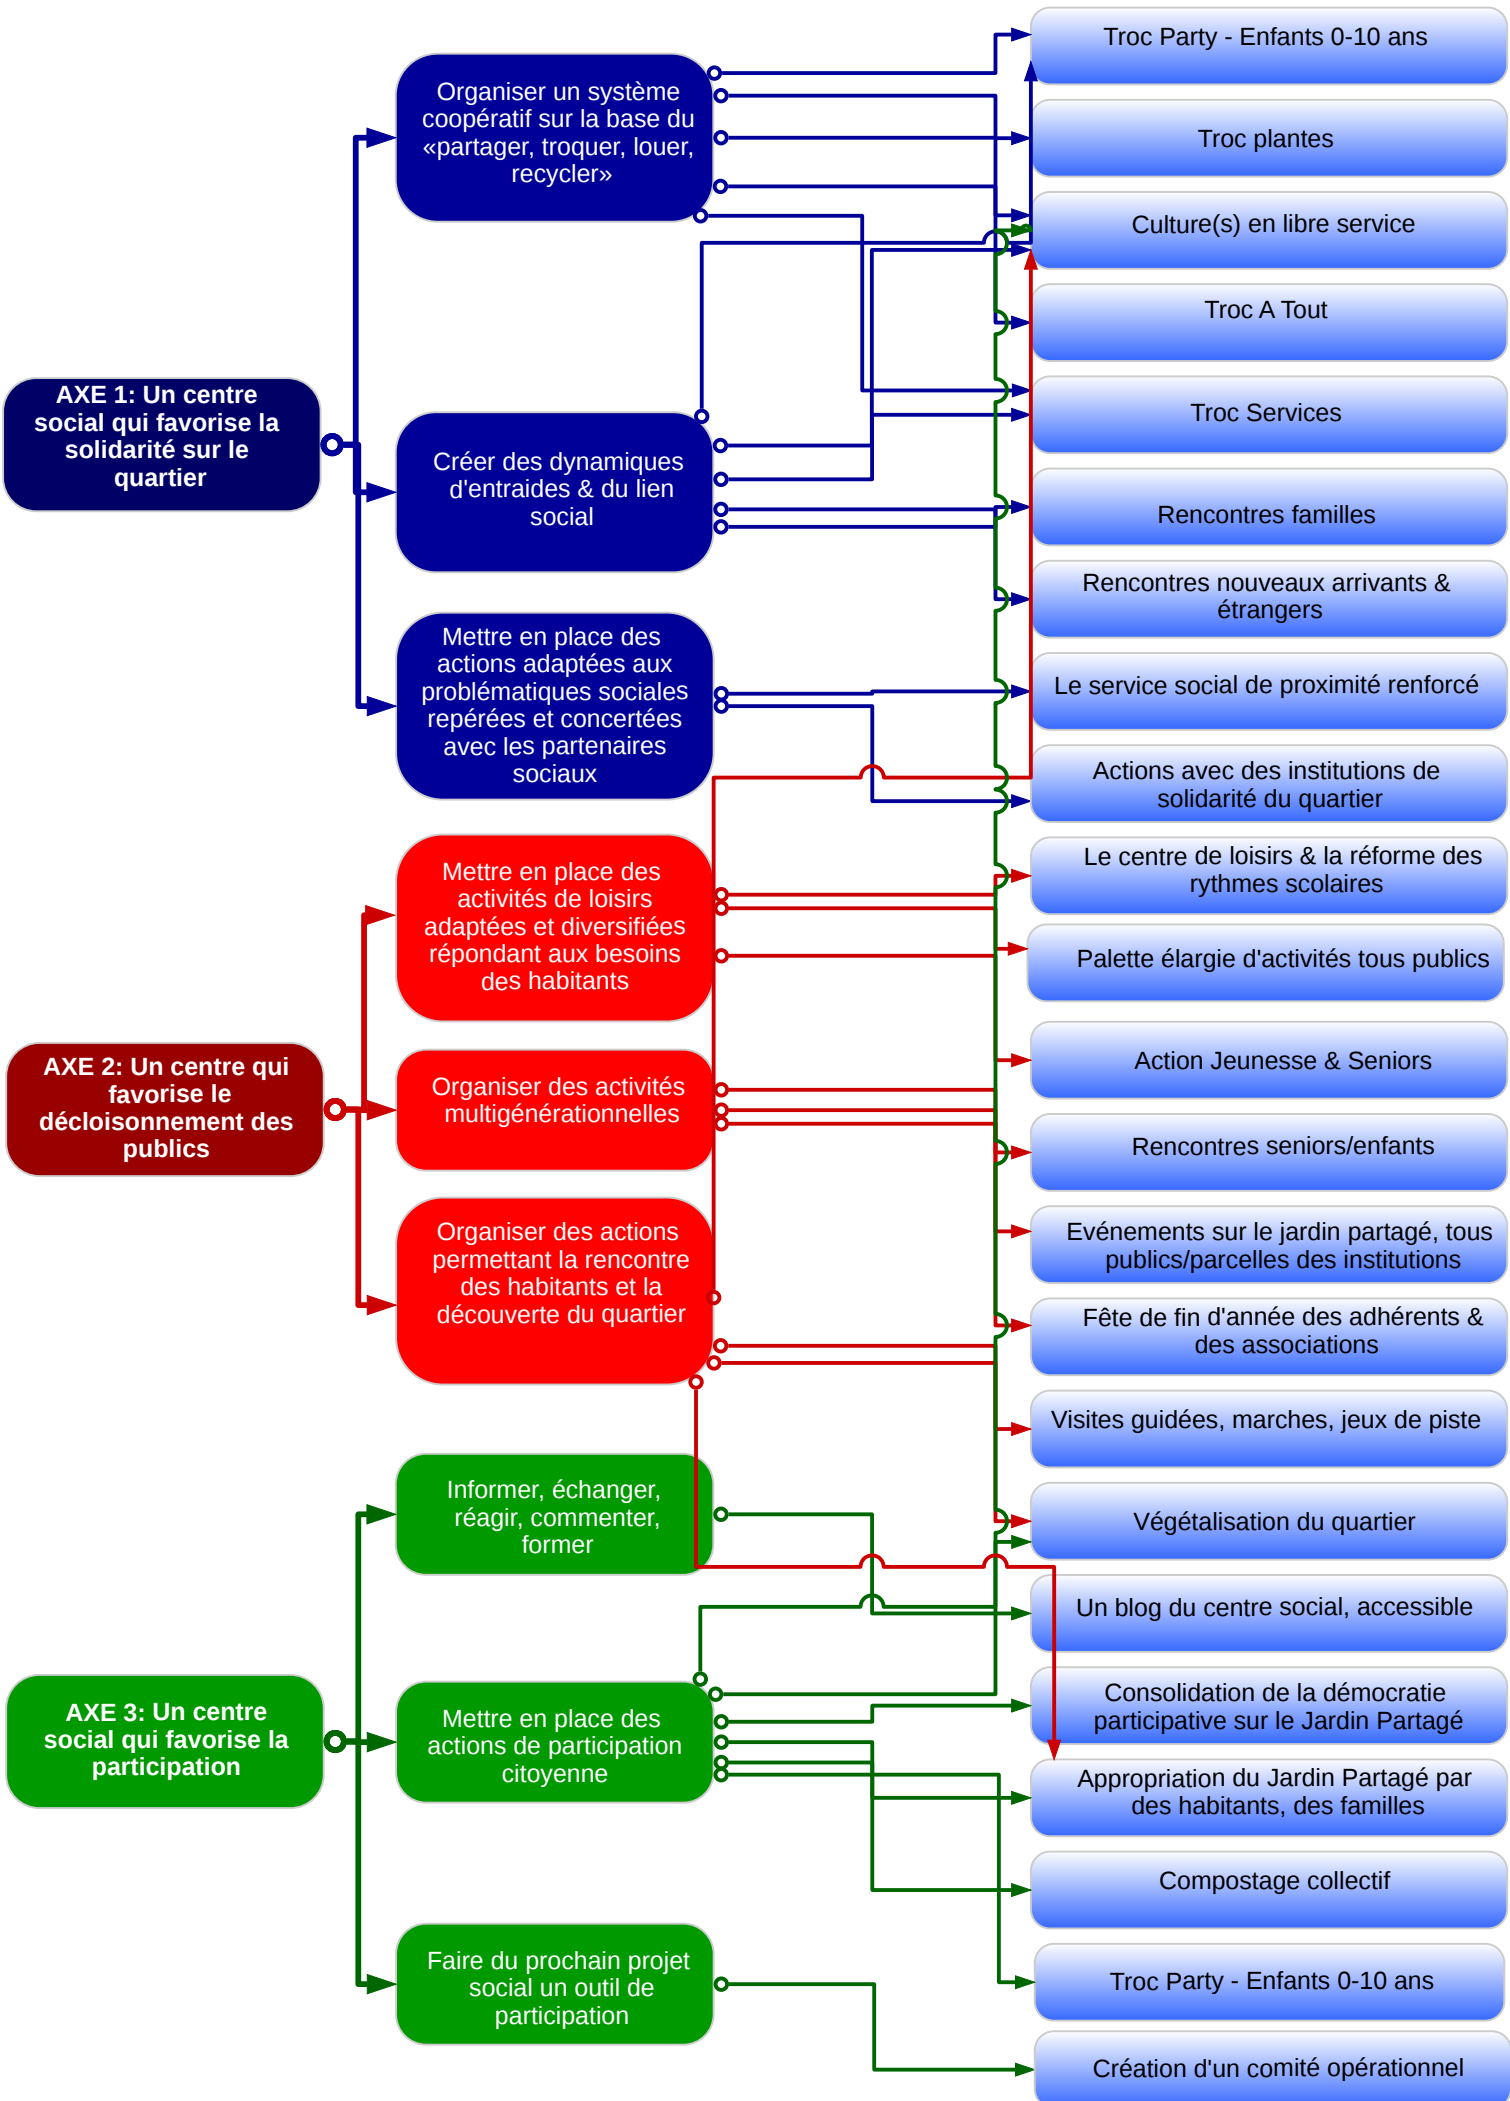 AXE 1: Un centre
social qui favorise la
solidarité sur le
quartier
Organiser un système
coopératif sur la base du
«partager, troquer, louer,
recycler»
Créer des dynamiques
d'entraides & du lien
social
Mettre en place des
actions adaptées aux
problématiques sociales
repérées et concertées
avec les partenaires
sociaux
AXE 2: Un centre qui
favorise le
décloisonnement des
publics
Mettre en place des
activités de loisirs
adaptées et diversifiées
répondant aux besoins
des habitants
Organiser des activités
multigénérationnelles
Organiser des actions
permettant la rencontre
des habitants et la
découverte du quartier
AXE 3: Un centre
social qui favorise la
participation
Informer, échanger,
réagir, commenter,
former
Mettre en place des
actions de participation
citoyenne
Faire du prochain projet
social un outil de
participation
Troc Party - Enfants 0-10 ans
Troc plantes
Culture(s) en libre service
Troc A Tout
Troc Services
Rencontres familles
Rencontres nouveaux arrivants &
étrangers
Le service social de proximité renforcé
Actions avec des institutions de
solidarité du quartier
Le centre de loisirs & la réforme des
rythmes scolaires
Palette élargie d'activités tous publics
Action Jeunesse & Seniors
Rencontres seniors/enfants
Evénements sur le jardin partagé, tous
publics/parcelles des institutions
Fête de fin d'année des adhérents &
des associations
Visites guidées, marches, jeux de piste
Végétalisation du quartier
Un blog du centre social, accessible
Consolidation de la démocratie
participative sur le Jardin Partagé
Appropriation du Jardin Partagé par
des habitants, des familles
Compostage collectif
Troc Party - Enfants 0-10 ans
Création d'un comité opérationnel